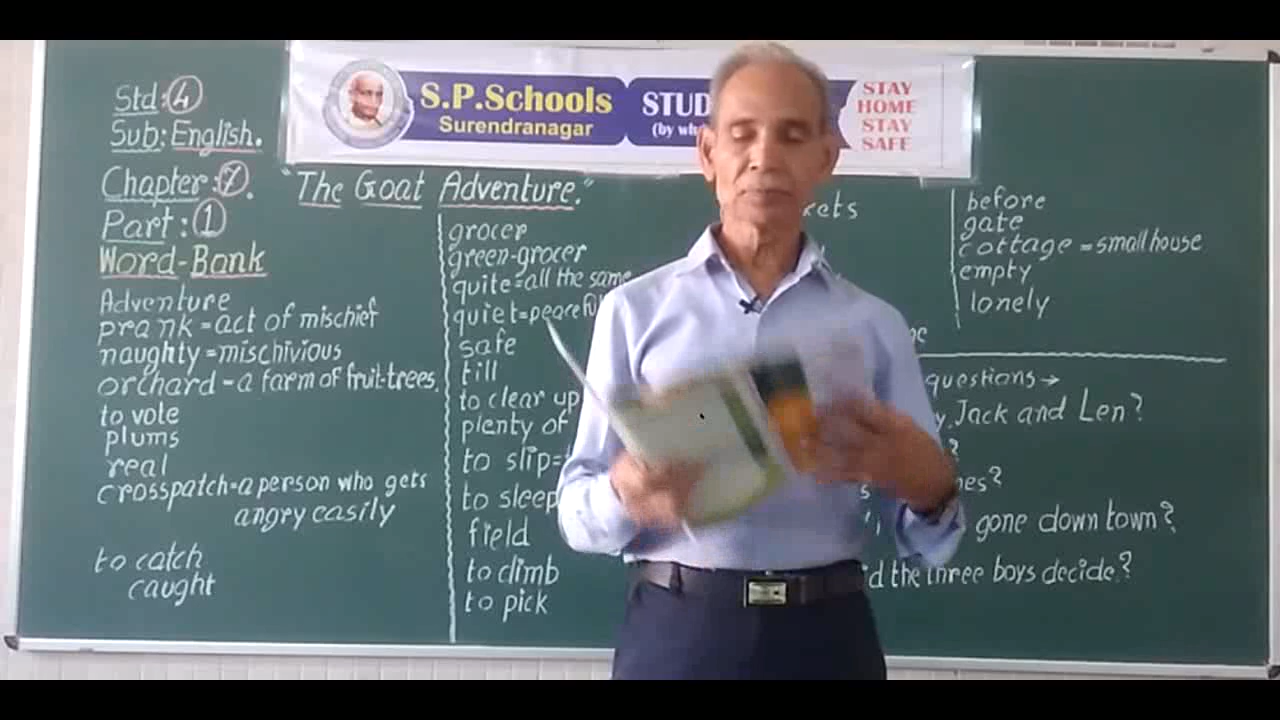 Std: 4
Sub: English.
Chapter: 7. "The Goat Adventure."
Part: 1
Word-Bank
Adventure
prank = act of mischief
naughty = mischivious
orchard = a farm of fruit-trees.
to vote
plums
real
crosspatch = a person who gets
angry easily
to catch
caught
S.P.Schools
Surendranagar
STUD
(by wh
STAY
HOME
STAY
SAFE
grocer
green-grocer
quite = all the same
quiet = peaceful
safe
till
to clear up
plenty of
to slip =
to sleep
field
to climb
to pick
kets
before
gate
cottage = small house
empty
lonely
questions →
y, Jack and Len?
?
es?
gone down town?
d the three boys decide?